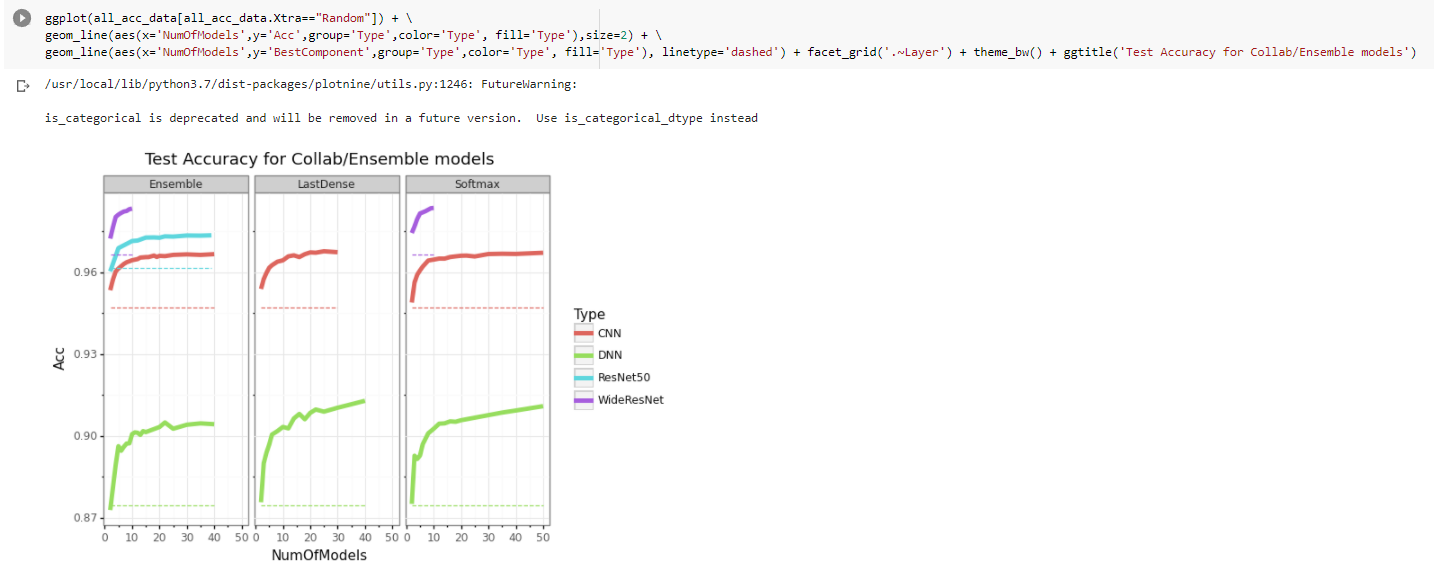 ggplot(all_acc_data[all_acc_data.Xtra=="Random"]) + \
geom_line(aes(x='NumOfModels',y='Acc',group='Type',color='Type', fill='Type'),size=2) + \
geom_line(aes(x='NumOfModels',y='BestComponent',group='Type',color='Type', fill='Type'), linetype='dashed') + facet_grid('.~Layer') + theme_bw() + ggtitle('Test Accuracy for Collab/Ensemble models')
/usr/local/lib/python3.7/dist-packages/plotnine/utils.py:1246: FutureWarning:
is_categorical is deprecated and will be removed in a future version.  Use is_categorical_dtype instead
Test Accuracy for Collab/Ensemble models
Ensemble LastDense Softmax
0.96
0.93
0.90
0.87
Acc
0 10 20 30 40 50 0 10 20 30 40 50 0 10 20 30 40 50
NumOfModels
Type
CNN
DNN
ResNet50
WideResNet